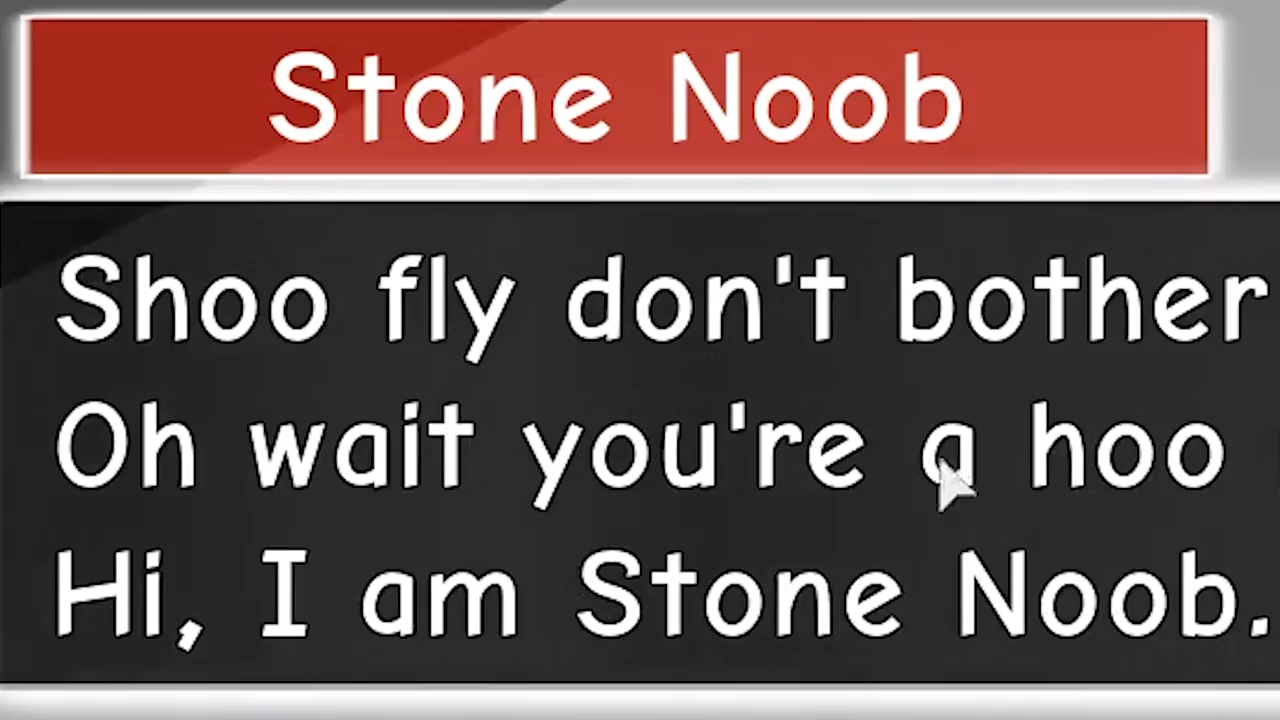 Stone Noob
Shoo fly don't bother
Oh wait you're a hoo
Hi, I am Stone Noob.